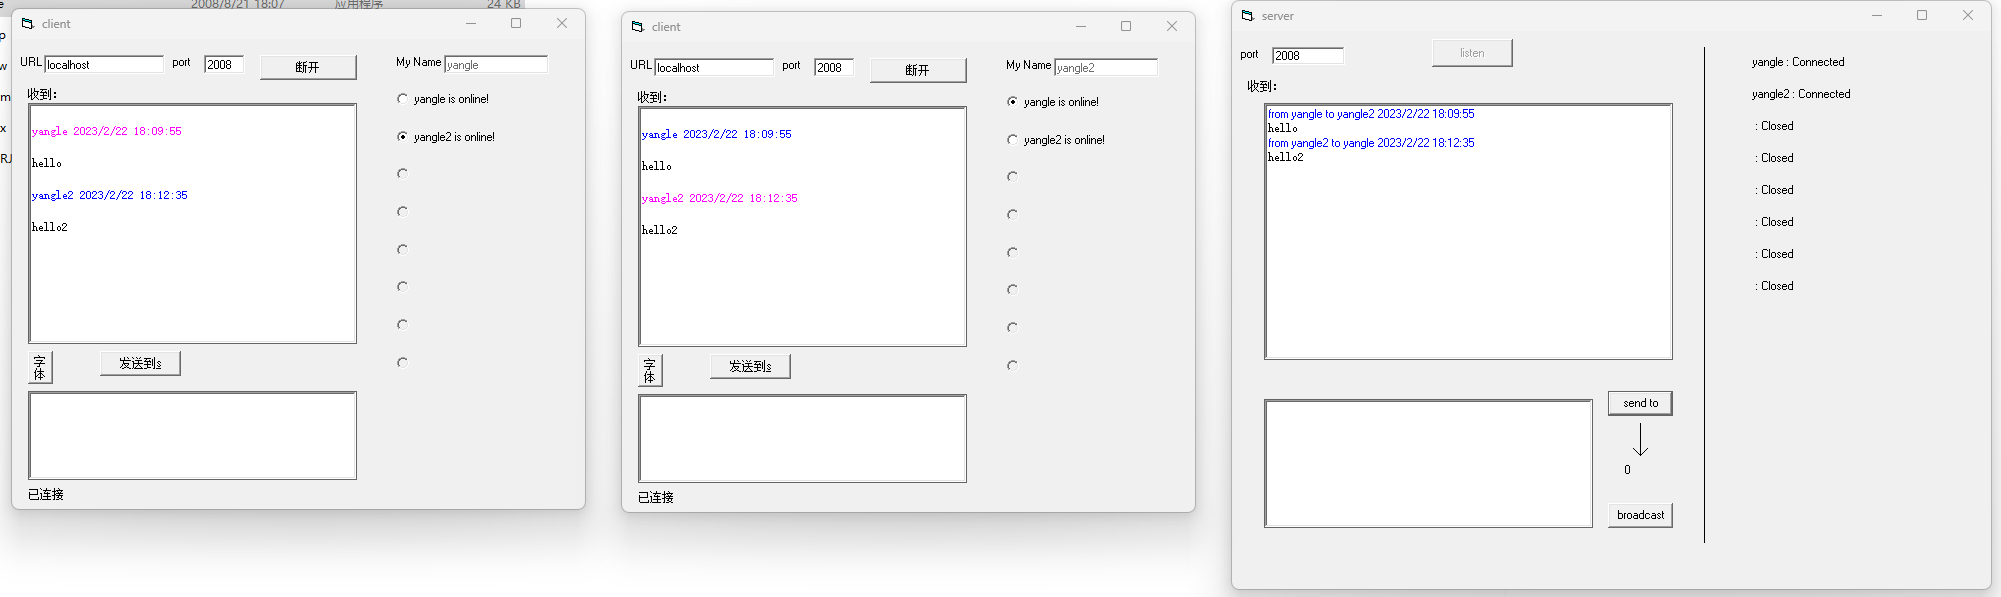 2008/8/21 18:07 应用程序 24 KB
e
p
w
m
x
RJ
client
URL localhost port 2008 断开 My Name yangle
收到：
yangle 2023/2/22 18:09:55
hello
yangle2 2023/2/22 18:12:35
hello2
yangle is online!
yangle2 is online!
字体
发送到s
已连接
client
URL localhost port 2008 断开 My Name yangle2
收到：
yangle 2023/2/22 18:09:55
hello
yangle2 2023/2/22 18:12:35
hello2
yangle is online!
yangle2 is online!
字体
发送到s
已连接
server
port 2008 listen
收到：
from yangle to yangle2 2023/2/22 18:09:55
hello
from yangle2 to yangle 2023/2/22 18:12:35
hello2
send to
0
broadcast
yangle : Connected
yangle2 : Connected
: Closed
: Closed
: Closed
: Closed
: Closed
: Closed